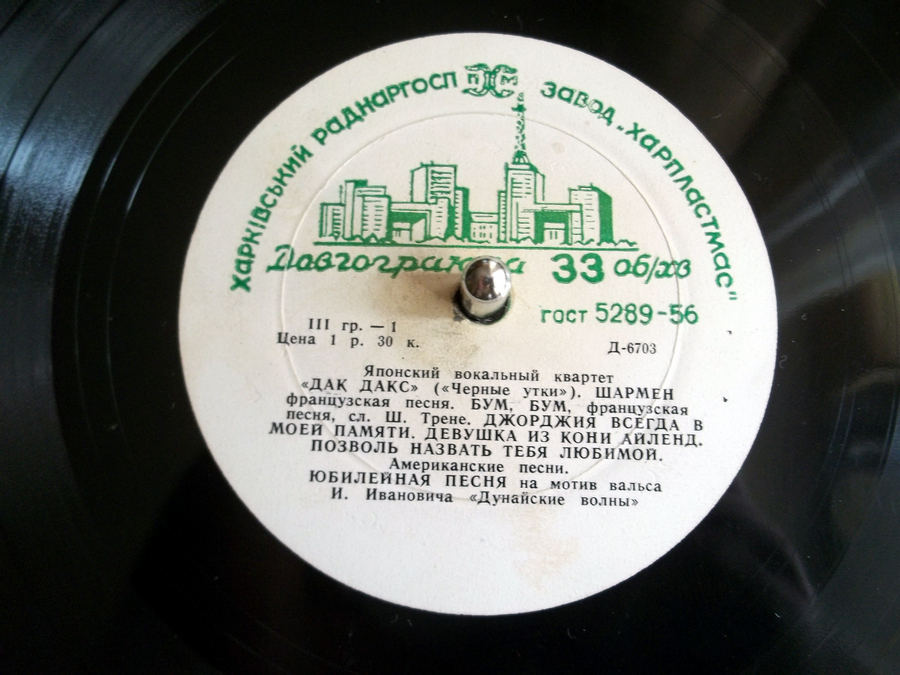 ХАРКІВСЬКИЙ РАДНАРГОСП ПХМ ЗАВОД „ХАРПЛАСТМАС"
Довгограюча 33 об/хв
гост 5289-56
III гр. — 1
Цена 1 р. 30 к.
Д-6703
Японский вокальный квартет
«ДАК ДАКС» («Черные утки»). ШАРМЕН
французская песня. БУМ, БУМ, французская
песня, сл. Ш. Трене. ДЖОРДЖИЯ ВСЕГДА В
МОЕЙ ПАМЯТИ. ДЕВУШКА ИЗ КОНИ АЙЛЕНД.
ПОЗВОЛЬ НАЗВАТЬ ТЕБЯ ЛЮБИМОЙ.
Американские песни.
ЮБИЛЕЙНАЯ ПЕСНЯ на мотив вальса
И. Ивановича «Дунайские волны»